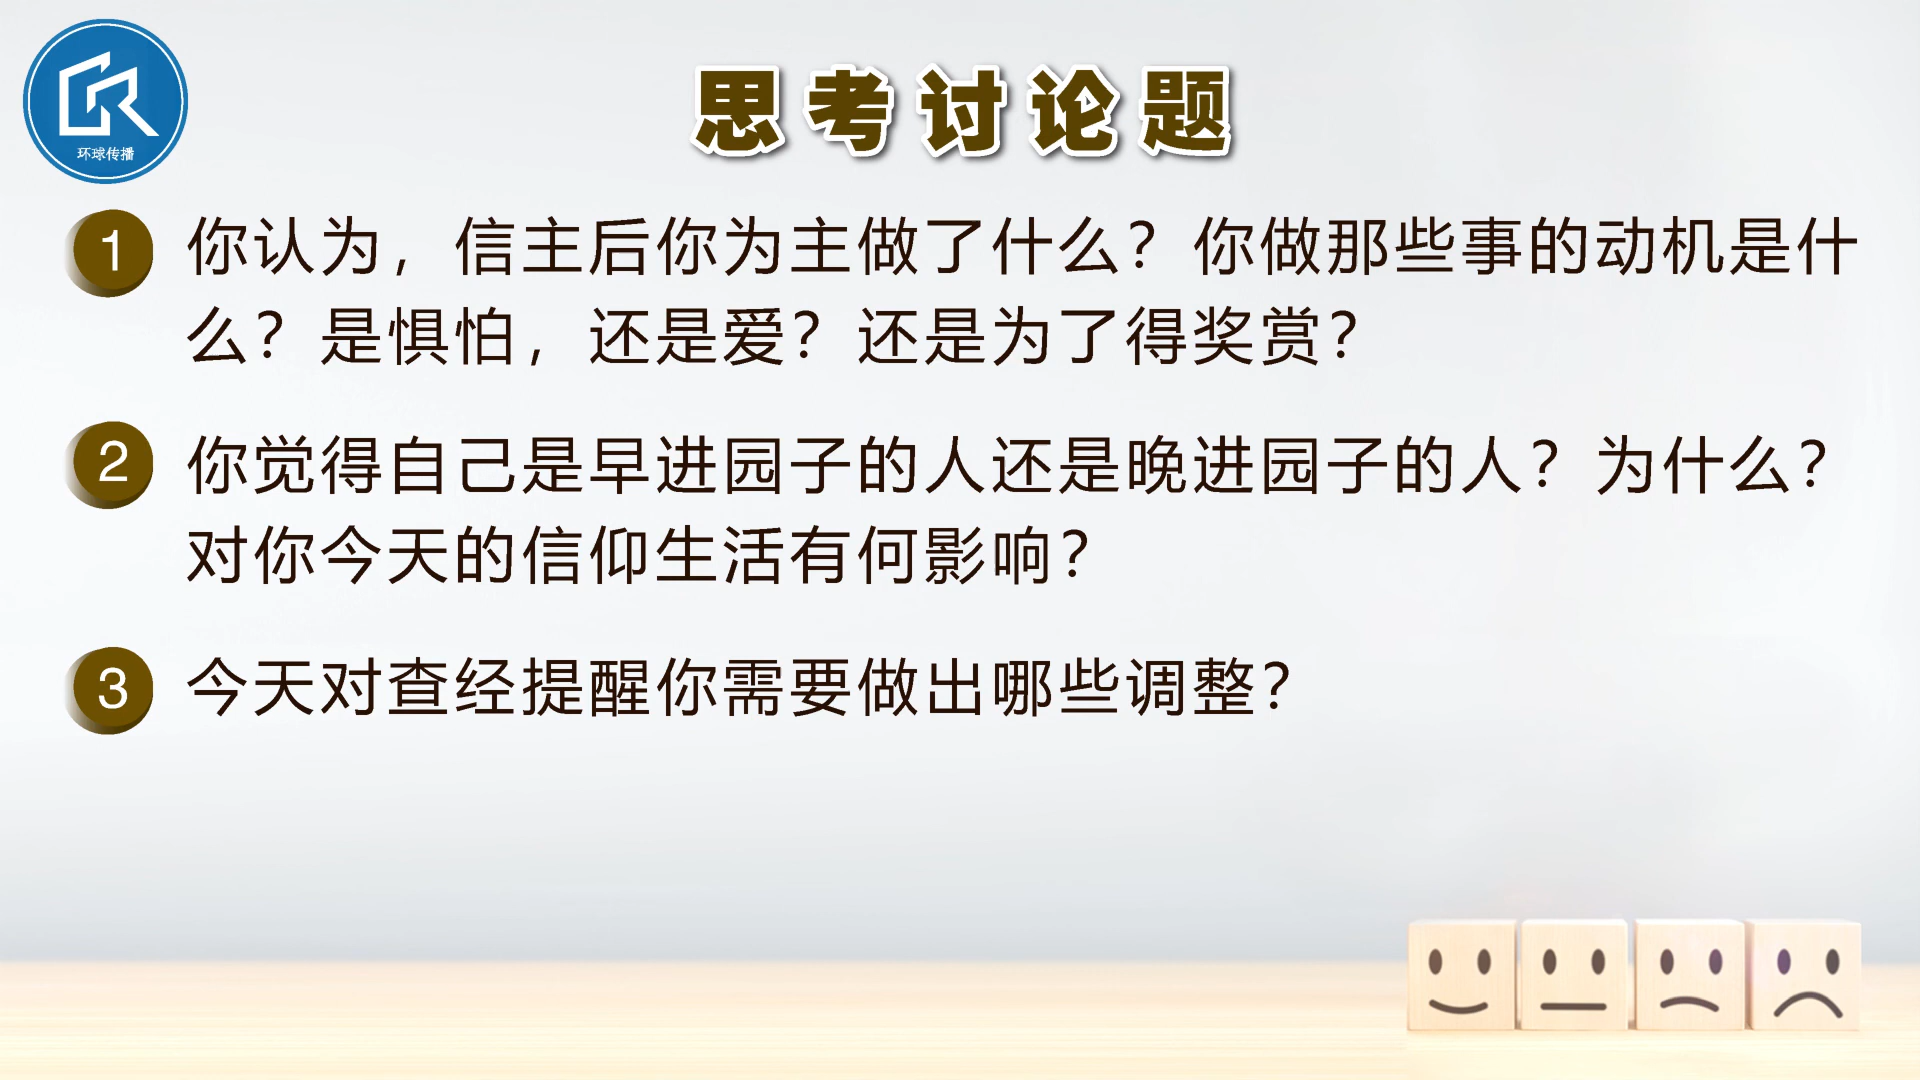 环球传播
思考讨论题
1 你认为，信主后你为主做了什么？你做那些事的动机是什
么？是惧怕，还是爱？还是为了得奖赏？
2 你觉得自己是早进园子的人还是晚进园子的人？为什么？
对你今天的信仰生活有何影响？
3 今天对查经提醒你需要做出哪些调整？